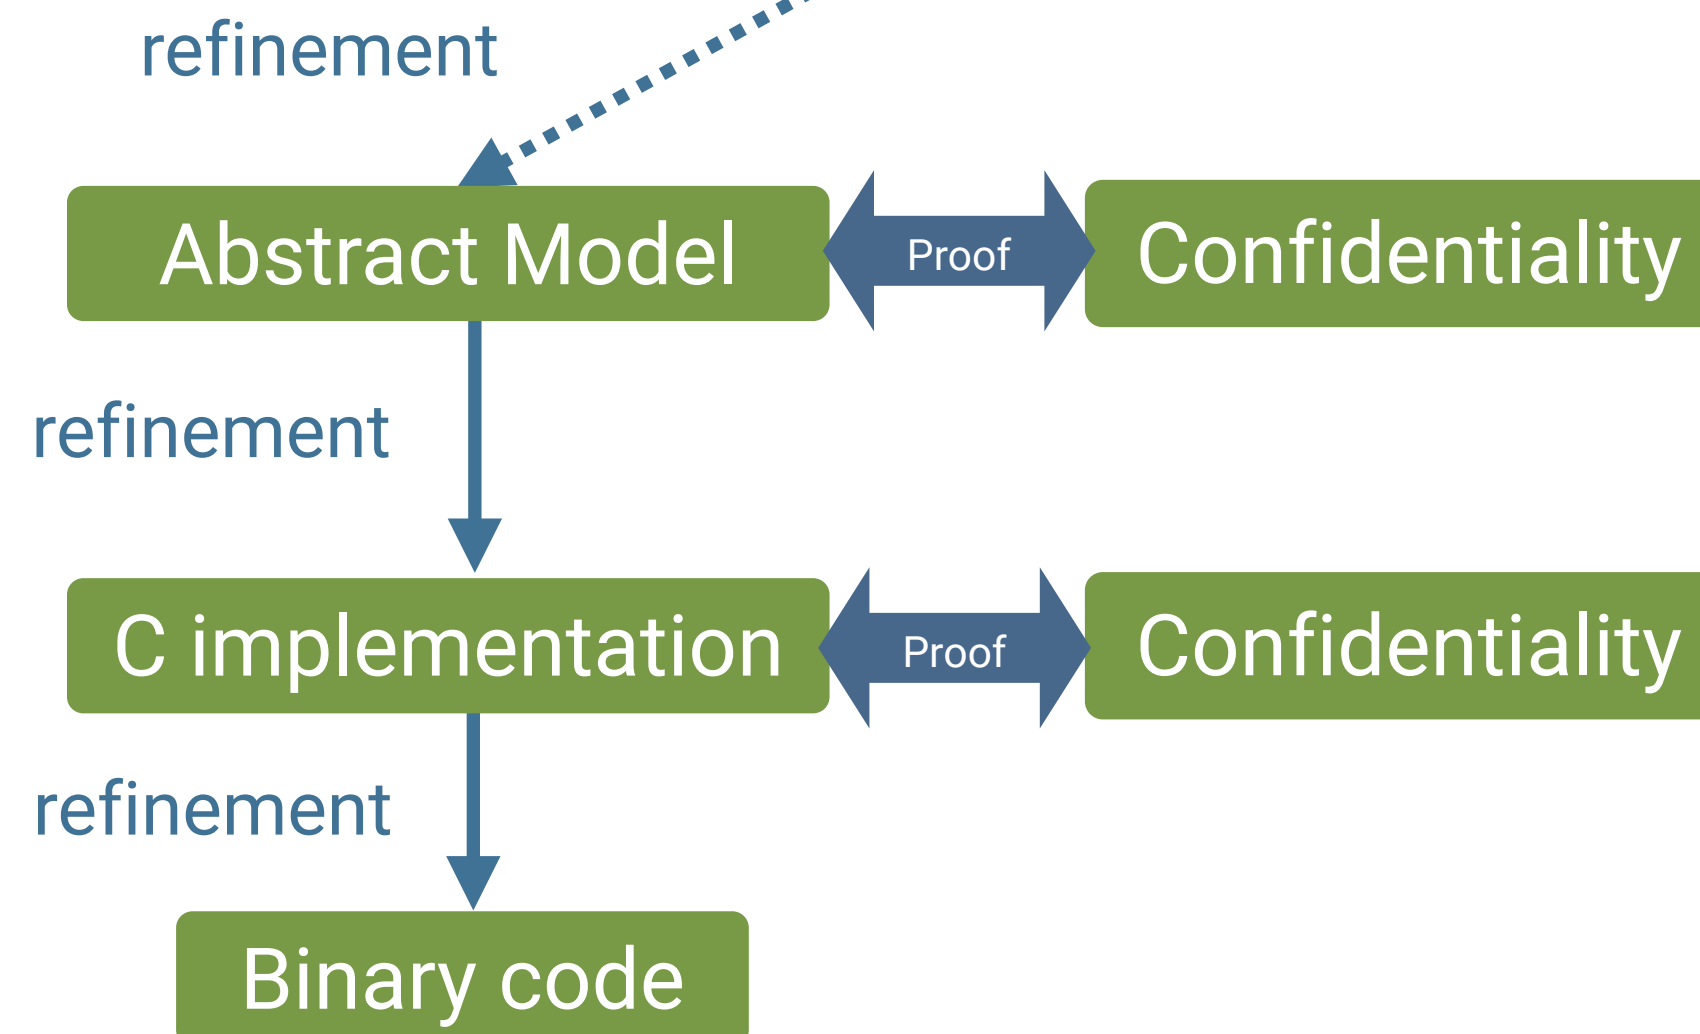 refinement
Abstract Model
Proof
Confidentiality
refinement
C implementation
Proof
Confidentiality
refinement
Binary code